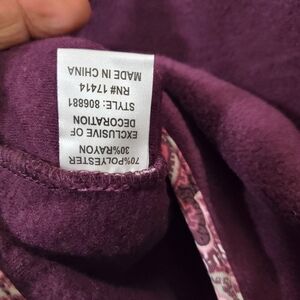 70%POLYESTER
30%RAYON
EXCLUSIVE OF
DECORATION
STYLE: 806881
RN# 17414
MADE IN CHINA